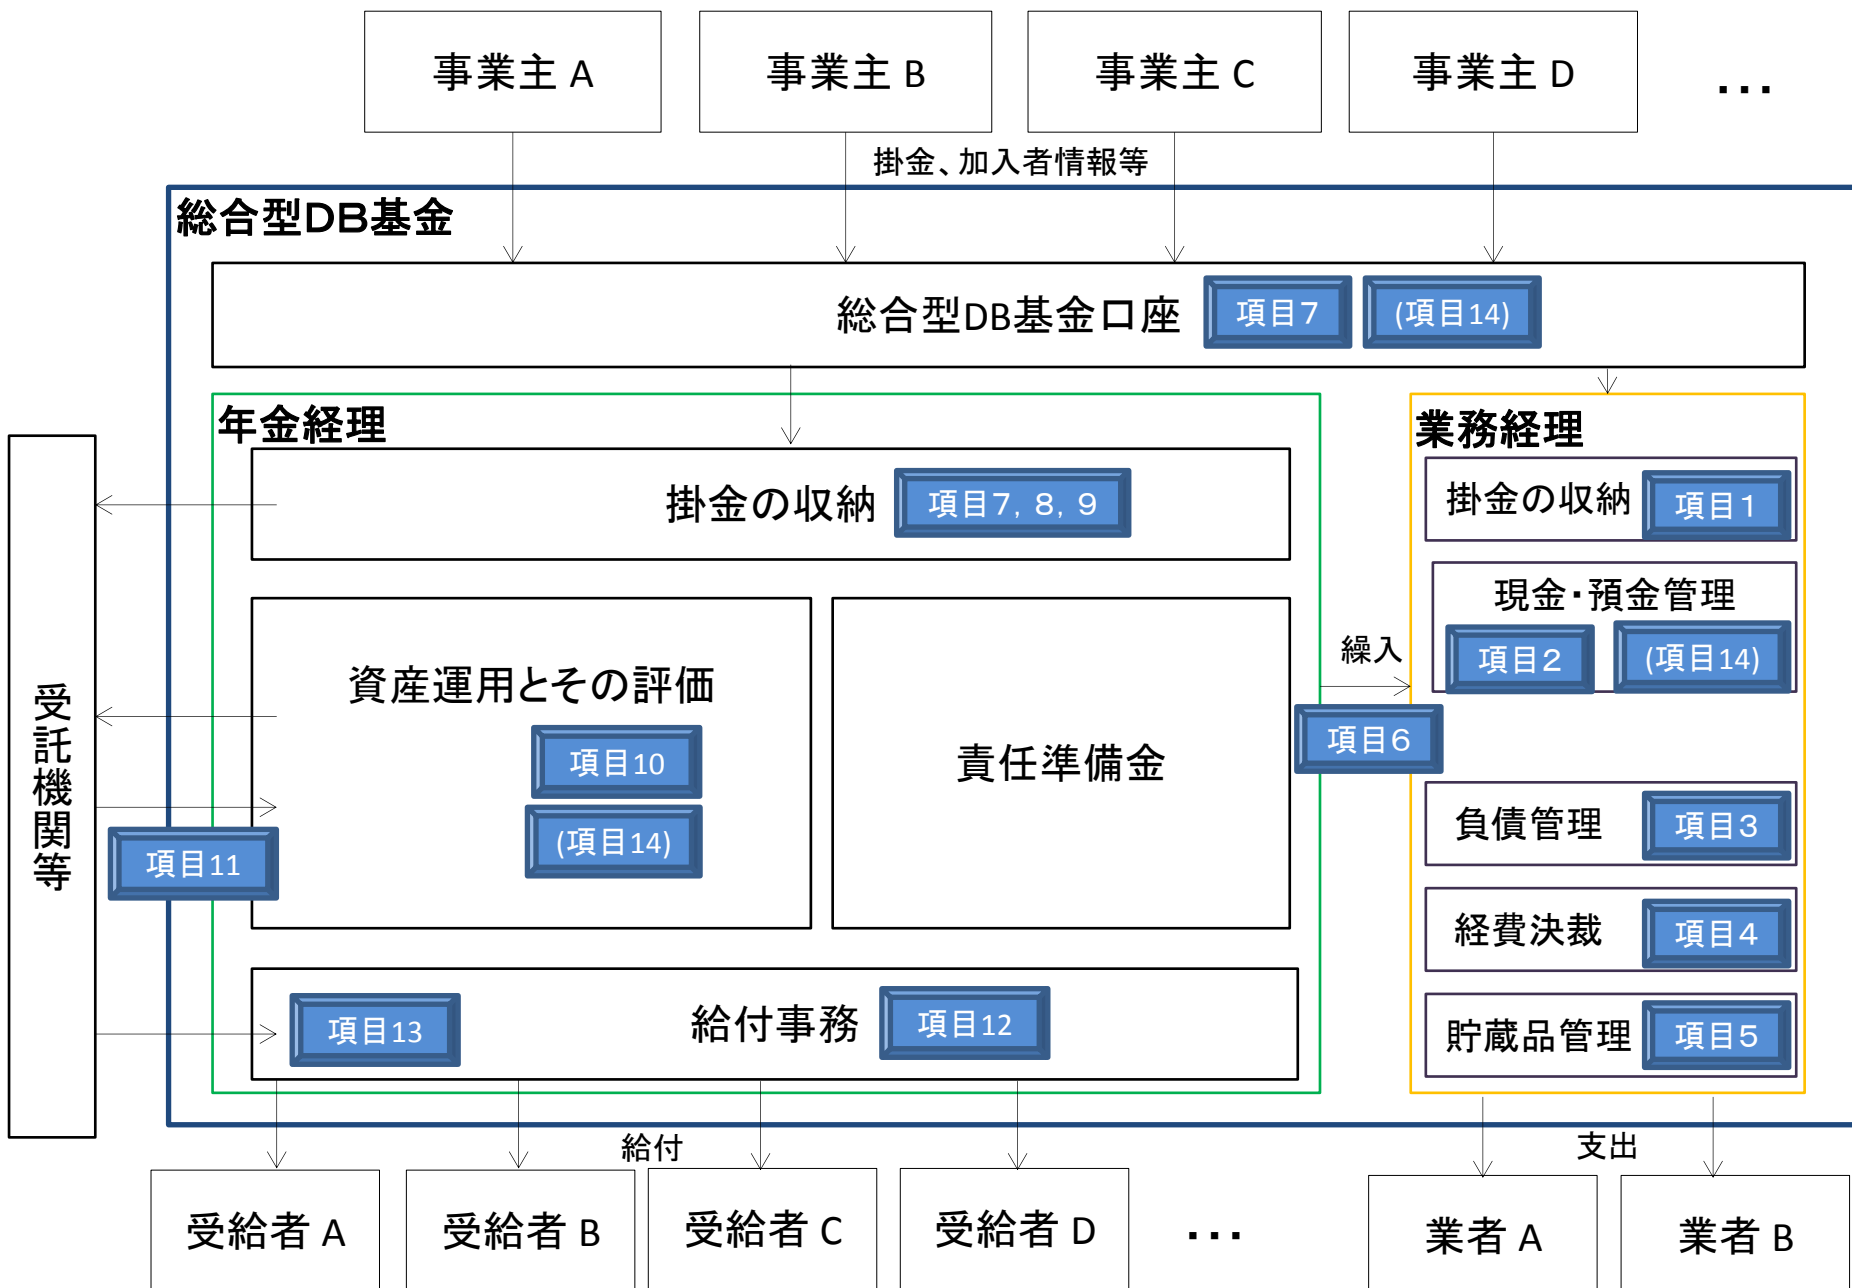 事業主 A
事業主 B
事業主 C
事業主 D
…
掛金、加入者情報等
総合型DB基金
総合型DB基金口座
項目7
(項目14)
年金経理
掛金の収納
項目7, 8, 9
資産運用とその評価
項目10
(項目14)
責任準備金
給付事務
項目12
項目13
受託機関等
項目11
繰入
項目6
業務経理
掛金の収納
項目1
現金・預金管理
項目2
(項目14)
負債管理
項目3
経費決裁
項目4
貯蔵品管理
項目5
給付
支出
受給者 A
受給者 B
受給者 C
受給者 D
…
業者 A
業者 B